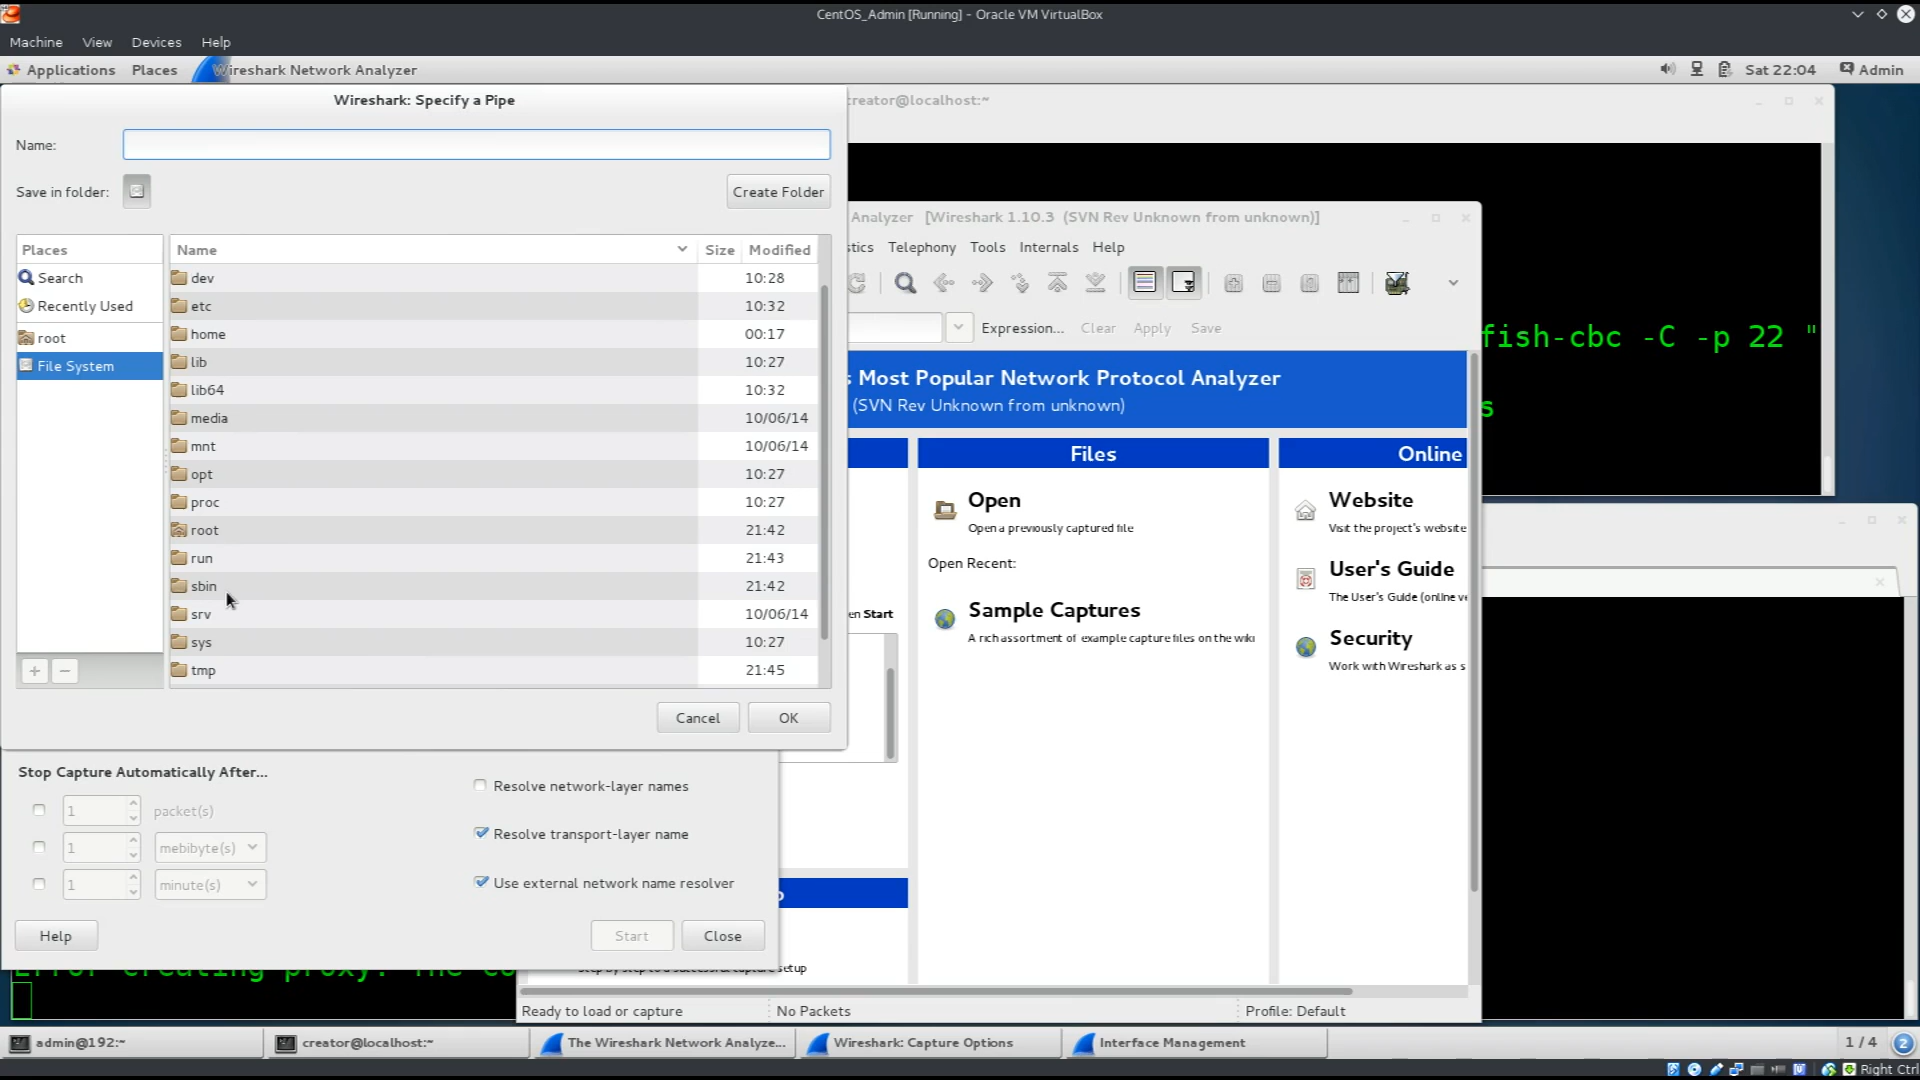 CentOS_Admin [Running] - Oracle VM VirtualBox
Machine View Devices Help
Applications Places Wireshark Network Analyzer Sat 22:04 Admin
Wireshark: Specify a Pipe
creator@localhost:~
Name:
Save in folder: Create Folder
Places
Search
Recently Used
root
File System
Name Size Modified
dev 10:28
etc 10:32
home 00:17
lib 10:27
lib64 10:32
media 10/06/14
mnt 10/06/14
opt 10:27
proc 10:27
root 21:42
run 21:43
sbin 21:42
srv 10/06/14
sys 10:27
tmp 21:45
Cancel OK
Analyzer [Wireshark 1.10.3 (SVN Rev Unknown from unknown)]
stics Telephony Tools Internals Help
Expression... Clear Apply Save
fish-cbc -C -p 22 "
s
s Most Popular Network Protocol Analyzer
(SVN Rev Unknown from unknown)
Files
Open
Open a previously captured file
Open Recent:
Sample Captures
A rich assortment of example capture files on the wiki
Online
Website
Visit the project's website
User's Guide
The User's Guide (online ve
Security
Work with Wireshark as s
en Start
Stop Capture Automatically After...
1 packet(s)
1 mebibyte(s)
1 minute(s)
Resolve network-layer names
Resolve transport-layer name
Use external network name resolver
Help Start Close
Error creating proxy: The co
Step by step to a successful capture setup
Ready to load or capture No Packets Profile: Default
admin@192:~ creator@localhost:~ The Wireshark Network Analyze... Wireshark: Capture Options Interface Management 1 / 4 2
Right Ctrl